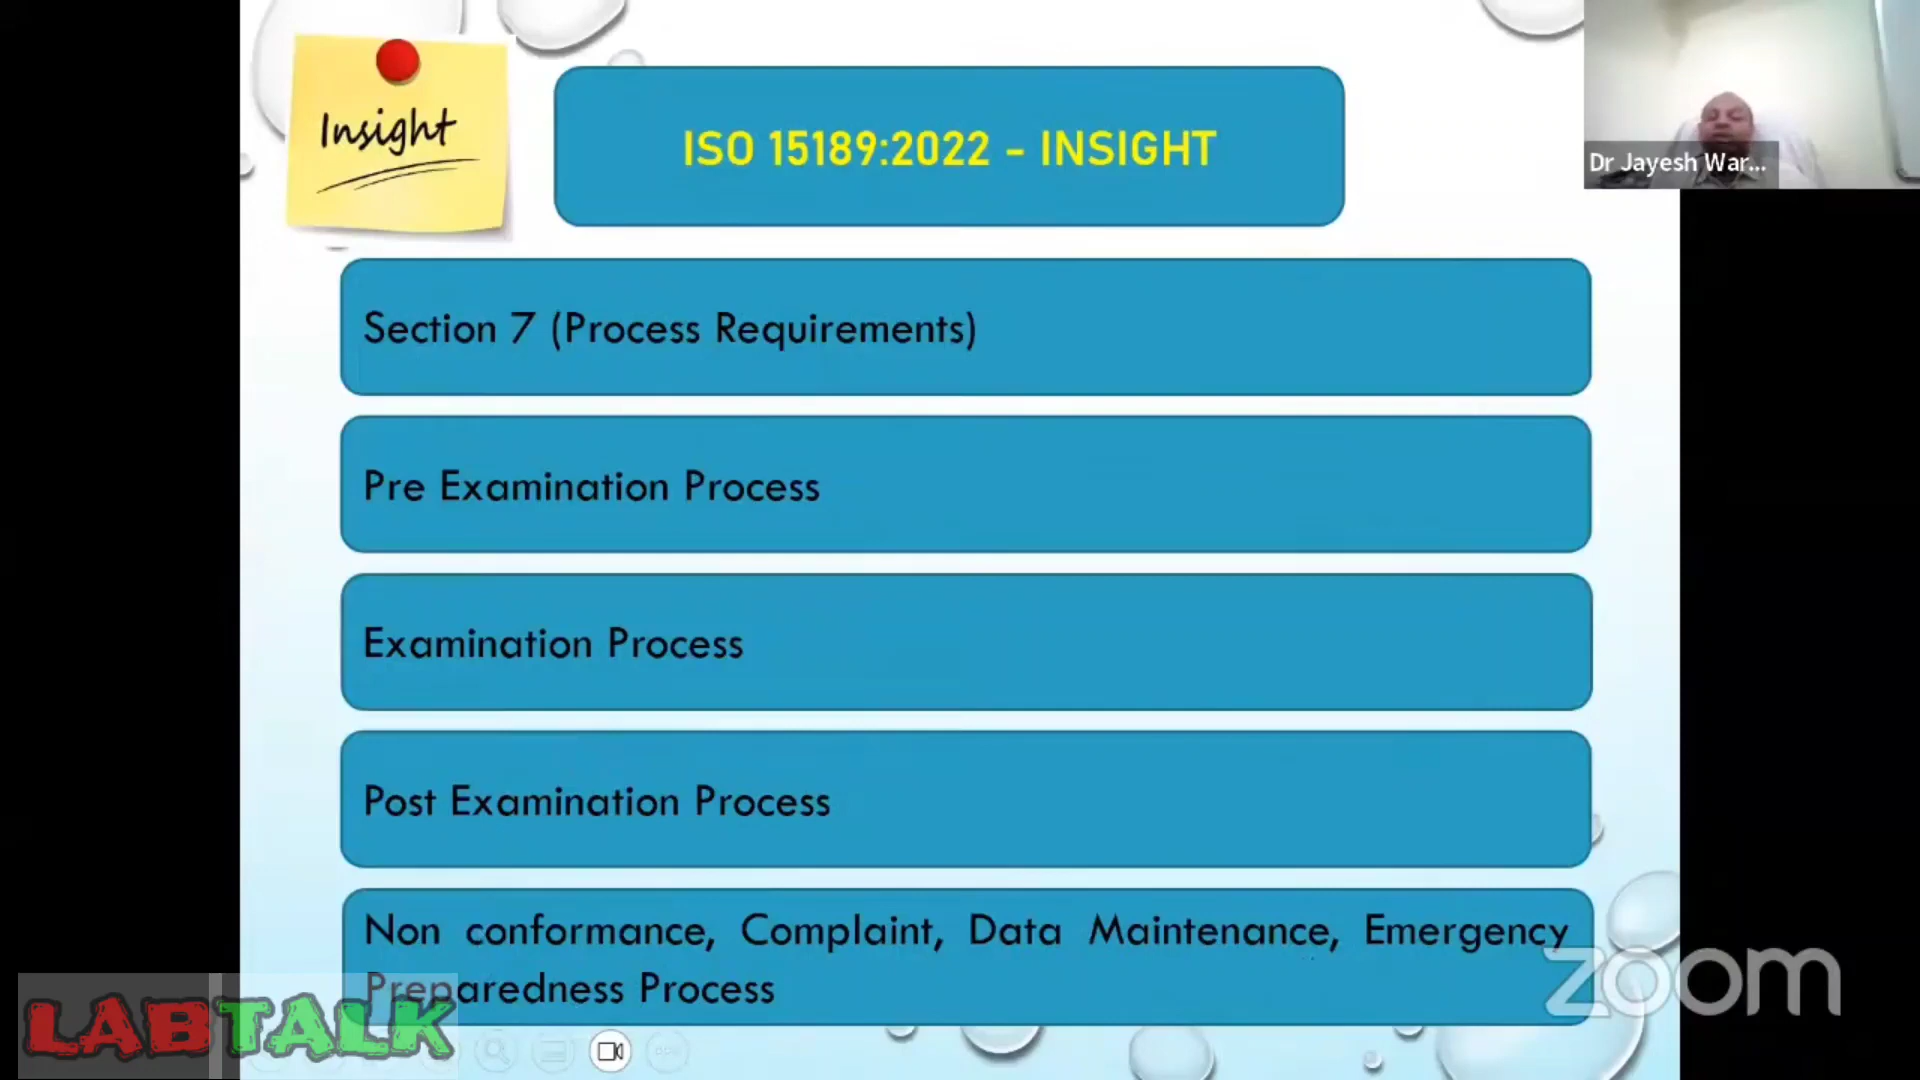 Insight
ISO 15189:2022 - INSIGHT
Dr Jayesh War...
Section 7 (Process Requirements)
Pre Examination Process
Examination Process
Post Examination Process
Non conformance, Complaint, Data Maintenance, Emergency
Preparedness Process
zoom
LABTALK